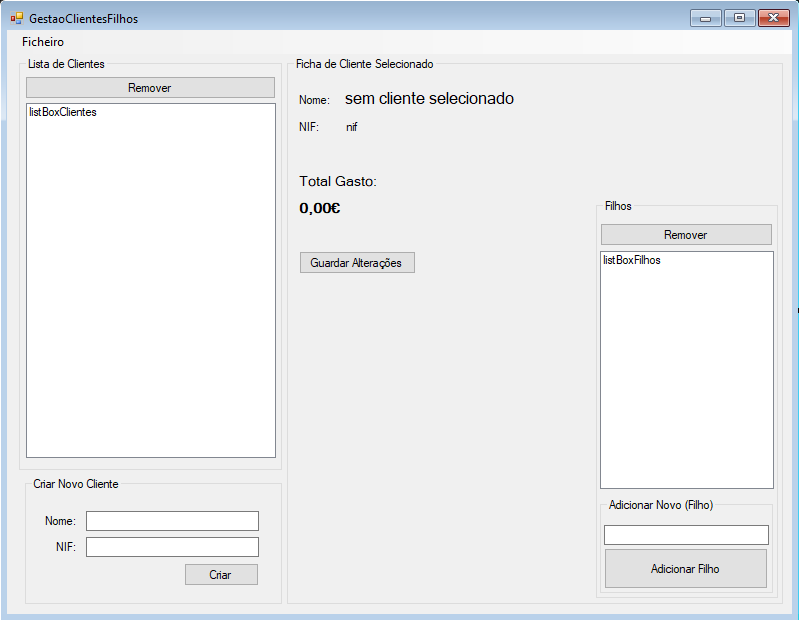 GestaoClientesFilhos
Ficheiro
Lista de Clientes
Remover
listBoxClientes
Criar Novo Cliente
Nome:
NIF:
Criar
Ficha de Cliente Selecionado
Nome: sem cliente selecionado
NIF: nif
Total Gasto:
0,00€
Guardar Alterações
Filhos
Remover
listBoxFilhos
Adicionar Novo (Filho)
Adicionar Filho